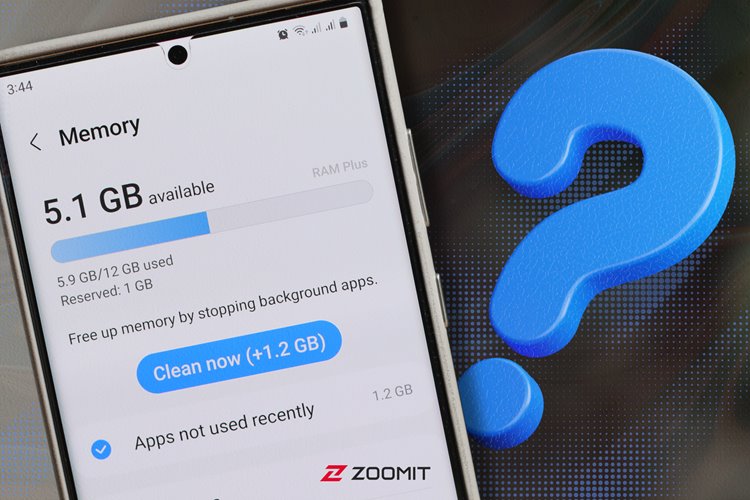 3:44
Memory
RAM Plus
5.1 GB available
5.9 GB/12 GB used
Reserved: 1 GB
Free up memory by stopping background apps.
Clean now (+1.2 GB)
Apps not used recently
1.2 GB
ZOOMIT